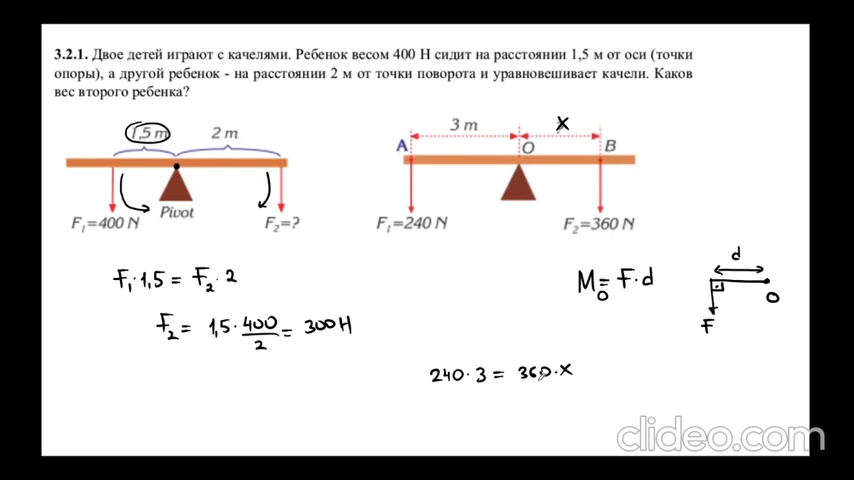 3.2.1. Двое детей играют с качелями. Ребенок весом 400 Н сидит на расстоянии 1,5 м от оси (точки
опоры), а другой ребенок - на расстоянии 2 м от точки поворота и уравновешивает качели. Каков
вес второго ребенка?
1,5 m 2 m
3 m x
A O B
Pivot
F₁=400 N F₂=?
F₁=240 N F₂=360 N
F₁·1,5 = F₂·2
M₀ = F·d
d
O
F
F₂ = 1,5·400/2 = 300 Н
240·3 = 360·x
clideo.com